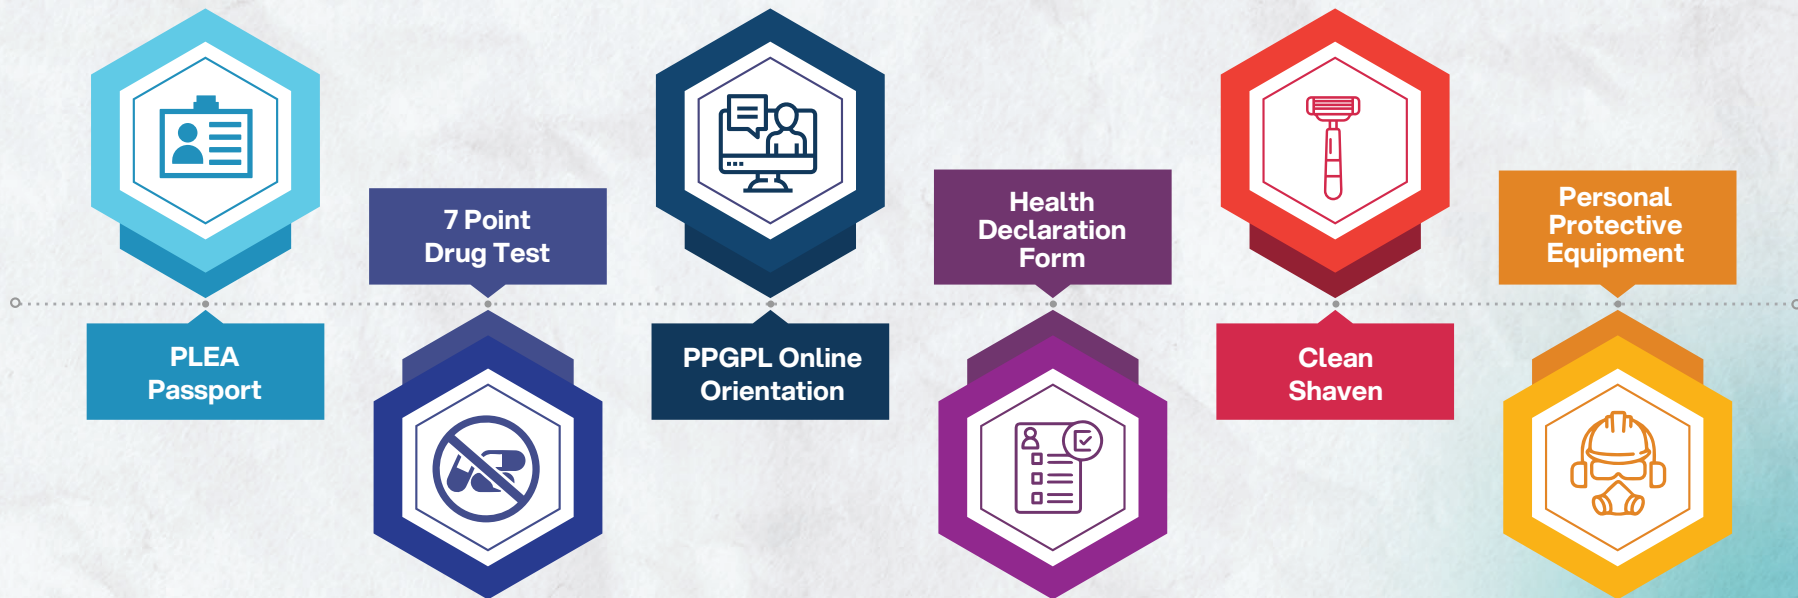 PLEA
Passport
7 Point
Drug Test
PPGPL Online
Orientation
Health
Declaration
Form
Clean
Shaven
Personal
Protective
Equipment